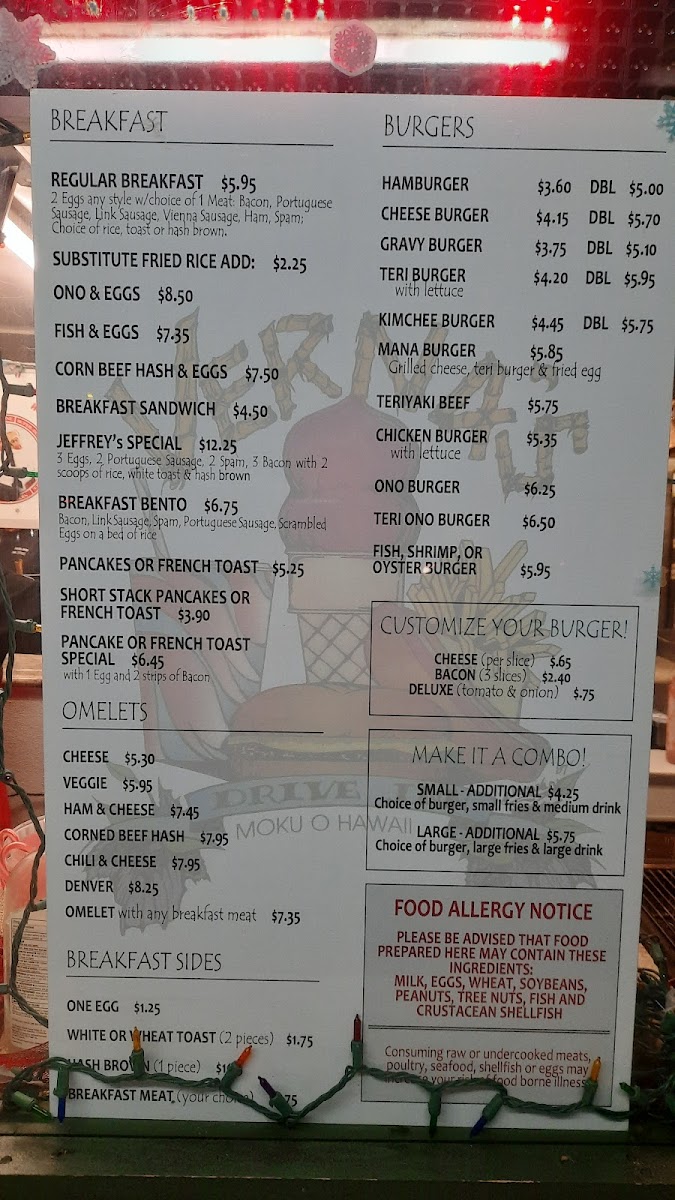 BREAKFAST
REGULAR BREAKFAST $5.95
2 Eggs any style w/choice of 1 Meat: Bacon, Portuguese
Sausage, Link Sausage, Vienna Sausage, Ham, Spam;
Choice of rice, toast or hash brown.
SUBSTITUTE FRIED RICE ADD: $2.25
ONO & EGGS $8.50
FISH & EGGS $7.35
CORN BEEF HASH & EGGS $7.50
BREAKFAST SANDWICH $4.50
JEFFREY's SPECIAL $12.25
3 Eggs, 2 Portuguese Sausage, 2 Spam, 3 Bacon with 2
scoops of rice, white toast & hash brown
BREAKFAST BENTO $6.75
Bacon, Link Sausage, Spam, Portuguese Sausage, Scrambled
Eggs on a bed of rice
PANCAKES OR FRENCH TOAST $5.25
SHORT STACK PANCAKES OR
FRENCH TOAST $3.90
PANCAKE OR FRENCH TOAST
SPECIAL $6.45
with 1 Egg and 2 strips of Bacon
OMELETS
CHEESE $5.30
VEGGIE $5.95
HAM & CHEESE $7.45
CORNED BEEF HASH $7.95
CHILI & CHEESE $7.95
DENVER $8.25
OMELET with any breakfast meat $7.35
BREAKFAST SIDES
ONE EGG $1.25
WHITE OR WHEAT TOAST (2 pieces) $1.75
HASH BROWN (1 piece)
BREAKFAST MEAT (your choice)
BURGERS
HAMBURGER $3.60 DBL $5.00
CHEESE BURGER $4.15 DBL $5.70
GRAVY BURGER $3.75 DBL $5.10
TERI BURGER $4.20 DBL $5.95
with lettuce
KIMCHEE BURGER $4.45 DBL $5.75
MANA BURGER $5.85
Grilled cheese, teri burger & fried egg
TERIYAKI BEEF $5.75
CHICKEN BURGER $5.35
with lettuce
ONO BURGER $6.25
TERI ONO BURGER $6.50
FISH, SHRIMP, OR
OYSTER BURGER $5.95
CUSTOMIZE YOUR BURGER!
CHEESE (per slice) $.65
BACON (3 slices) $2.40
DELUXE (tomato & onion) $.75
MAKE IT A COMBO!
SMALL - ADDITIONAL $4.25
Choice of burger, small fries & medium drink
LARGE - ADDITIONAL $5.75
Choice of burger, large fries & large drink
FOOD ALLERGY NOTICE
PLEASE BE ADVISED THAT FOOD
PREPARED HERE MAY CONTAIN THESE
INGREDIENTS:
MILK, EGGS, WHEAT, SOYBEANS,
PEANUTS, TREE NUTS, FISH AND
CRUSTACEAN SHELLFISH
Consuming raw or undercooked meats,
poultry, seafood, shellfish or eggs may
increase your risk of food borne illness
VERNA'S
DRIVE
MOKU O HAWAII